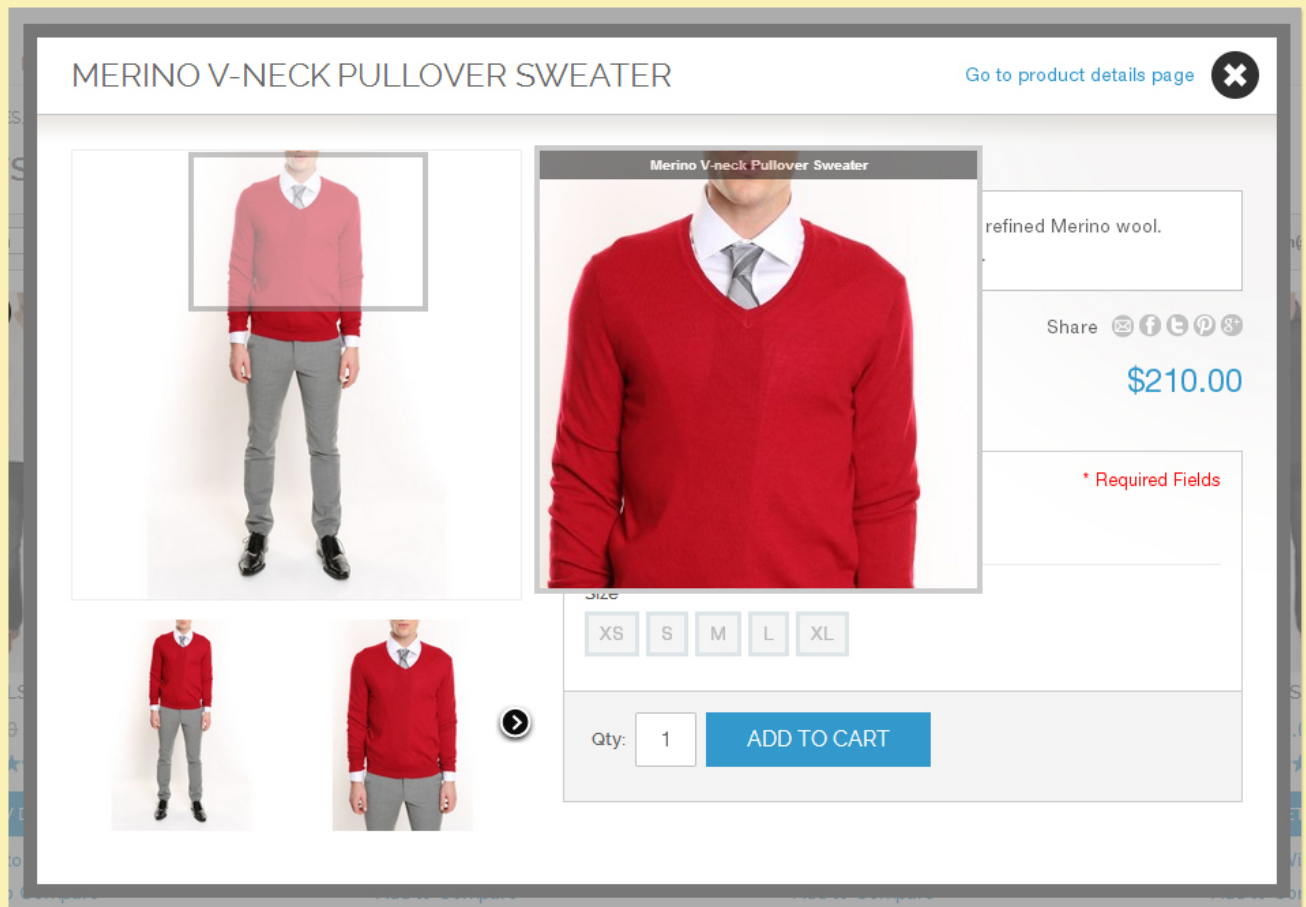 MERINO V-NECK PULLOVER SWEATER
Go to product details page
Merino V-neck Pullover Sweater
refined Merino wool.
Share
$210.00
* Required Fields
Size
XS S M L XL
Qty: 1 ADD TO CART